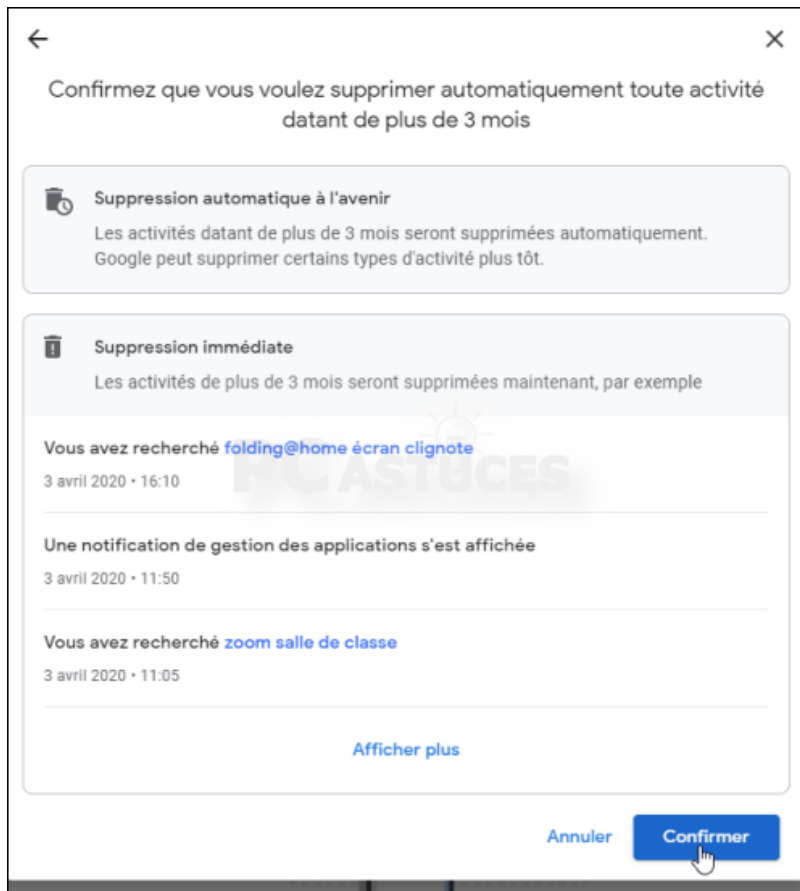 Confirmez que vous voulez supprimer automatiquement toute activité
datant de plus de 3 mois
Suppression automatique à l'avenir
Les activités datant de plus de 3 mois seront supprimées automatiquement.
Google peut supprimer certains types d'activité plus tôt.
Suppression immédiate
Les activités de plus de 3 mois seront supprimées maintenant, par exemple
Vous avez recherché folding@home écran clignote
PC ASTUCES
3 avril 2020 • 16:10
Une notification de gestion des applications s'est affichée
3 avril 2020 • 11:50
Vous avez recherché zoom salle de classe
3 avril 2020 • 11:05
Afficher plus
Annuler Confirmer